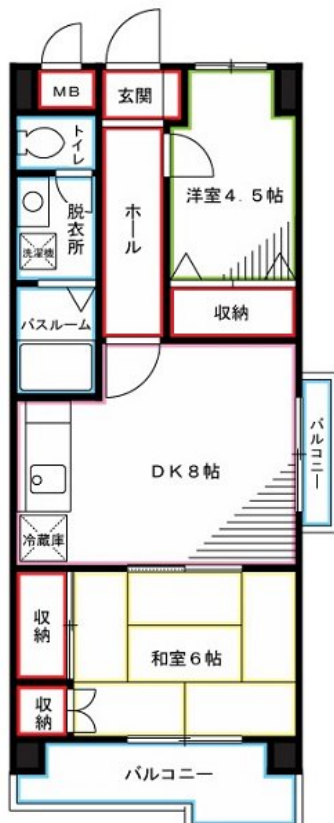 MB
玄関
トイレ
洋室4.5帖
脱衣所
洗濯機
ホール
収納
バスルーム
バルコニー
DK8帖
冷蔵庫
収納
和室6帖
収納
バルコニー